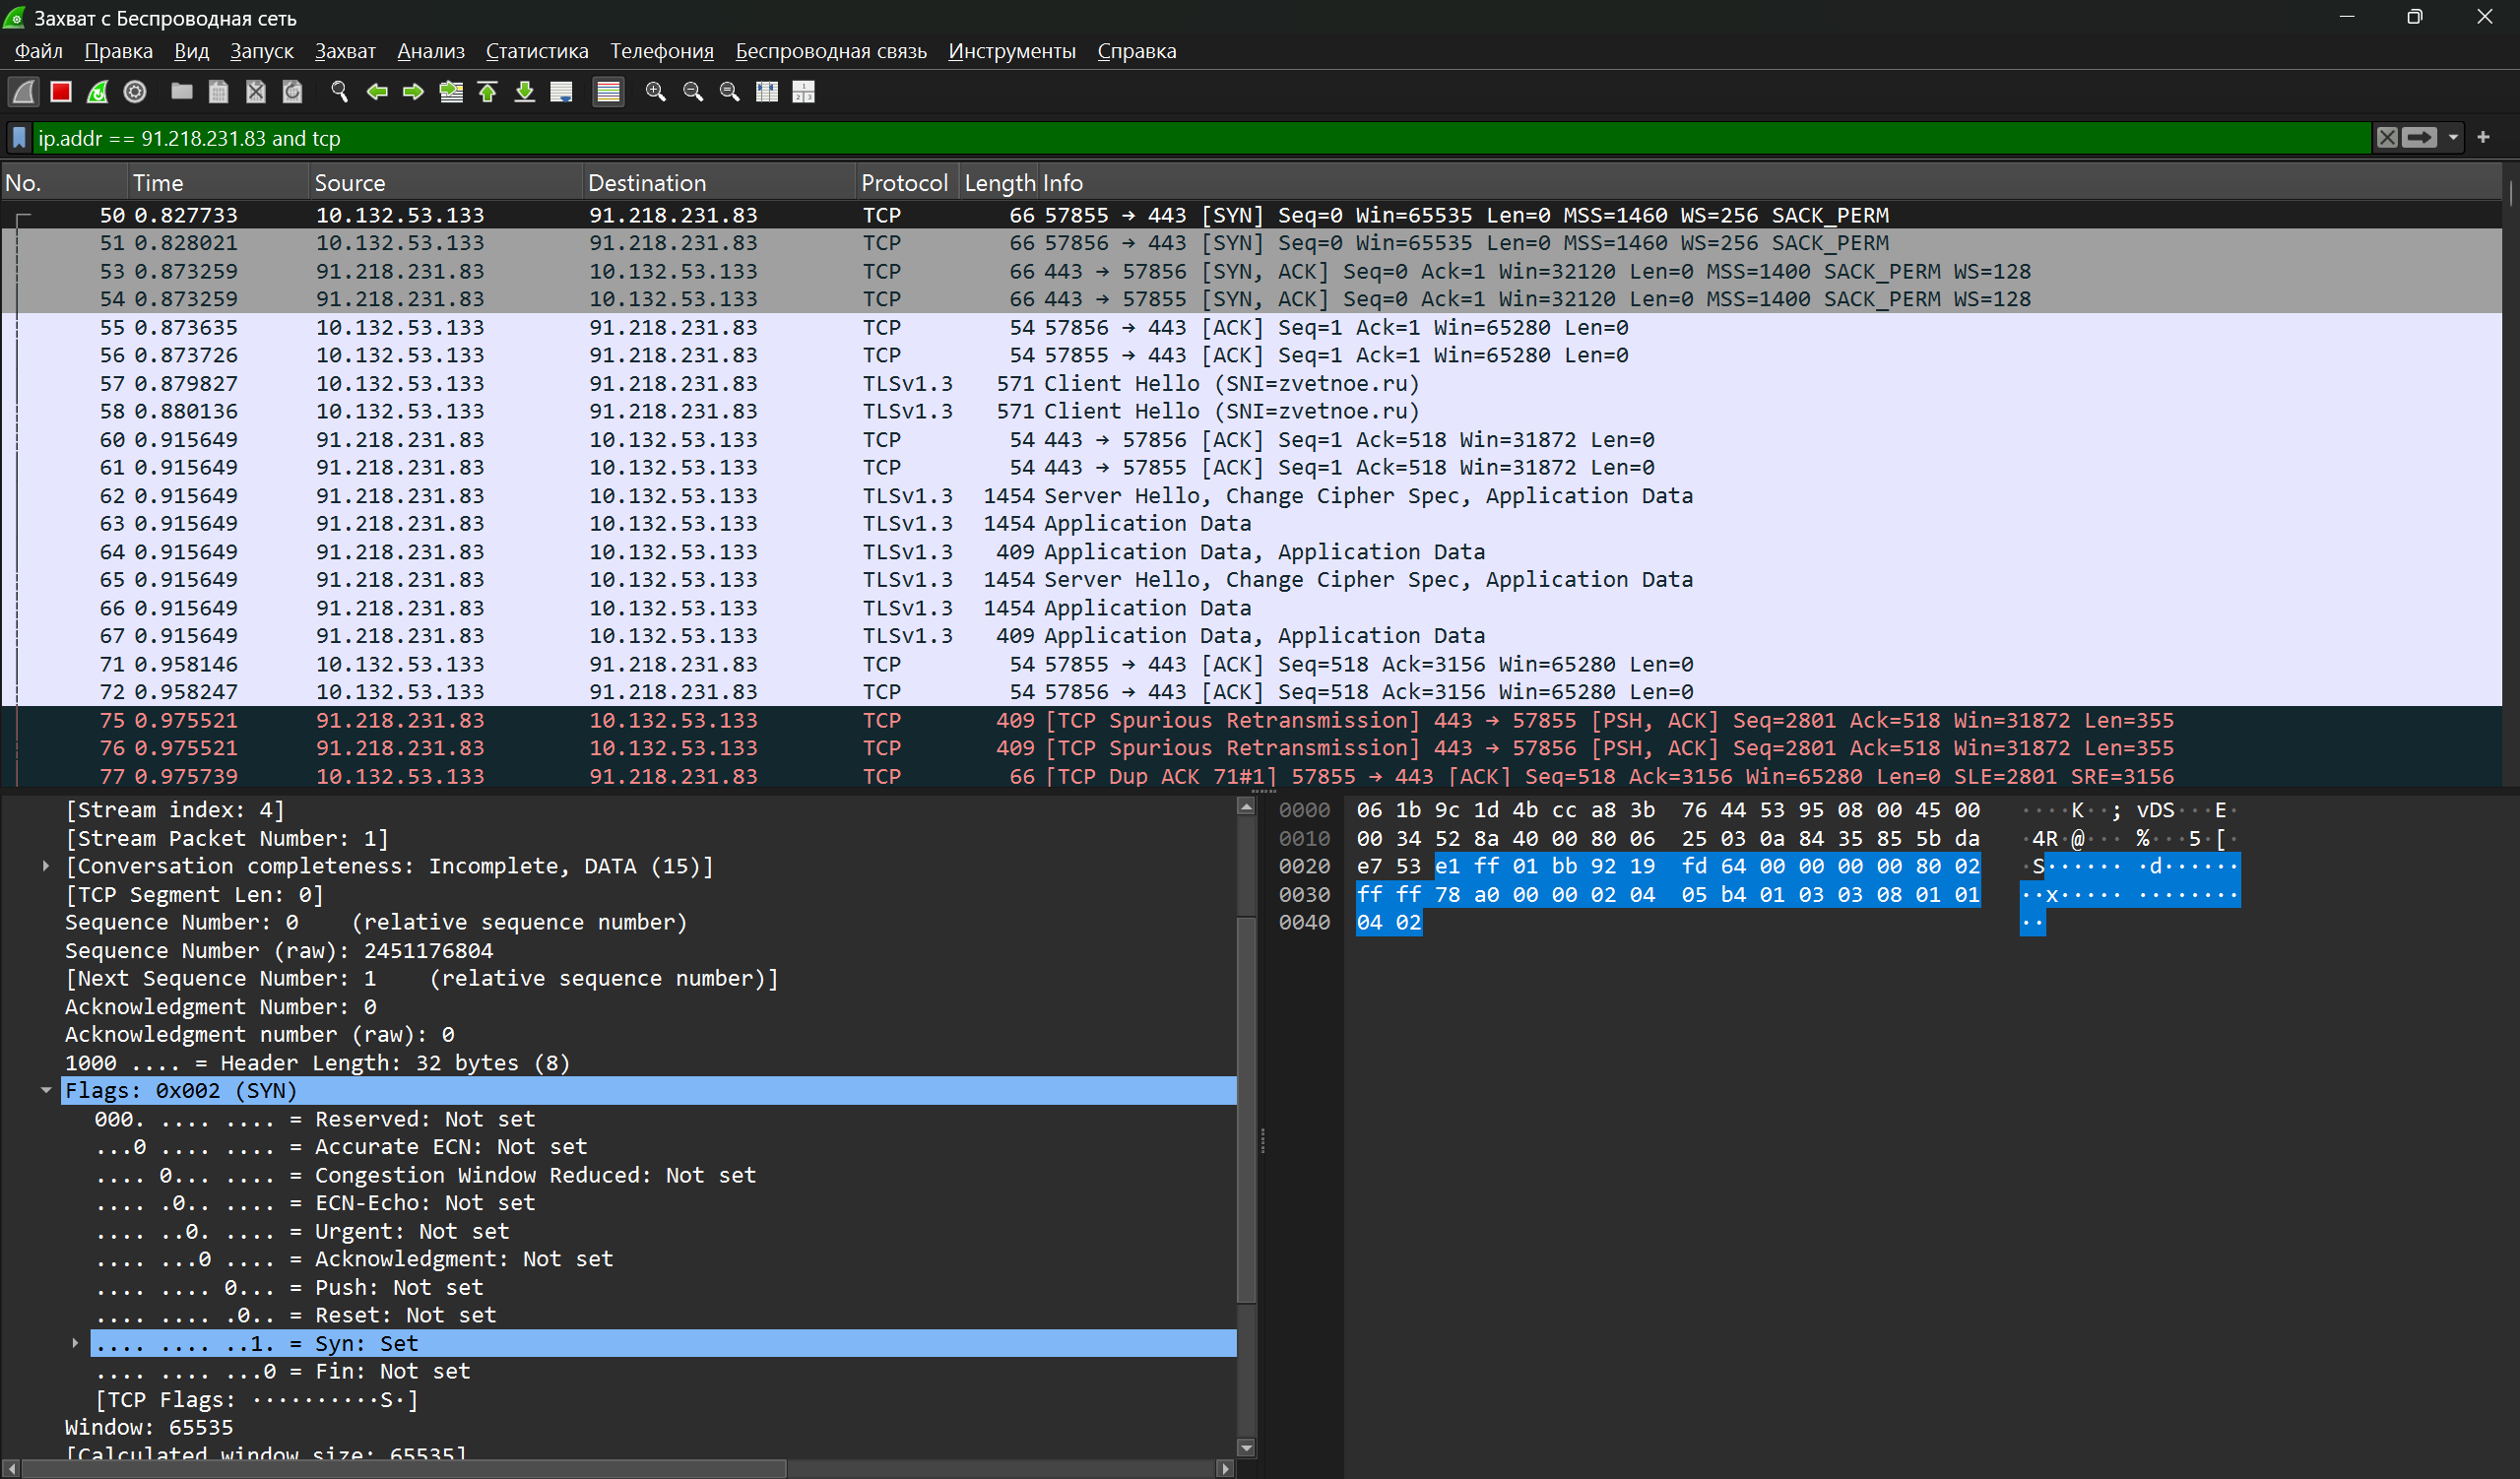 Захват с Беспроводная сеть
Файл Правка Вид Запуск Захват Анализ Статистика Телефония Беспроводная связь Инструменты Справка
ip.addr == 91.218.231.83 and tcp
No. Time Source Destination Protocol Length Info
50 0.827733 10.132.53.133 91.218.231.83 TCP 66 57855 → 443 [SYN] Seq=0 Win=65535 Len=0 MSS=1460 WS=256 SACK_PERM
51 0.828021 10.132.53.133 91.218.231.83 TCP 66 57856 → 443 [SYN] Seq=0 Win=65535 Len=0 MSS=1460 WS=256 SACK_PERM
53 0.873259 91.218.231.83 10.132.53.133 TCP 66 443 → 57856 [SYN, ACK] Seq=0 Ack=1 Win=32120 Len=0 MSS=1400 SACK_PERM WS=128
54 0.873259 91.218.231.83 10.132.53.133 TCP 66 443 → 57855 [SYN, ACK] Seq=0 Ack=1 Win=32120 Len=0 MSS=1400 SACK_PERM WS=128
55 0.873635 10.132.53.133 91.218.231.83 TCP 54 57856 → 443 [ACK] Seq=1 Ack=1 Win=65280 Len=0
56 0.873726 10.132.53.133 91.218.231.83 TCP 54 57855 → 443 [ACK] Seq=1 Ack=1 Win=65280 Len=0
57 0.879827 10.132.53.133 91.218.231.83 TLSv1.3 571 Client Hello (SNI=zvetnoe.ru)
58 0.880136 10.132.53.133 91.218.231.83 TLSv1.3 571 Client Hello (SNI=zvetnoe.ru)
60 0.915649 91.218.231.83 10.132.53.133 TCP 54 443 → 57856 [ACK] Seq=1 Ack=518 Win=31872 Len=0
61 0.915649 91.218.231.83 10.132.53.133 TCP 54 443 → 57855 [ACK] Seq=1 Ack=518 Win=31872 Len=0
62 0.915649 91.218.231.83 10.132.53.133 TLSv1.3 1454 Server Hello, Change Cipher Spec, Application Data
63 0.915649 91.218.231.83 10.132.53.133 TLSv1.3 1454 Application Data
64 0.915649 91.218.231.83 10.132.53.133 TLSv1.3 409 Application Data, Application Data
65 0.915649 91.218.231.83 10.132.53.133 TLSv1.3 1454 Server Hello, Change Cipher Spec, Application Data
66 0.915649 91.218.231.83 10.132.53.133 TLSv1.3 1454 Application Data
67 0.915649 91.218.231.83 10.132.53.133 TLSv1.3 409 Application Data, Application Data
71 0.958146 10.132.53.133 91.218.231.83 TCP 54 57855 → 443 [ACK] Seq=518 Ack=3156 Win=65280 Len=0
72 0.958247 10.132.53.133 91.218.231.83 TCP 54 57856 → 443 [ACK] Seq=518 Ack=3156 Win=65280 Len=0
75 0.975521 91.218.231.83 10.132.53.133 TCP 409 [TCP Spurious Retransmission] 443 → 57855 [PSH, ACK] Seq=2801 Ack=518 Win=31872 Len=355
76 0.975521 91.218.231.83 10.132.53.133 TCP 409 [TCP Spurious Retransmission] 443 → 57856 [PSH, ACK] Seq=2801 Ack=518 Win=31872 Len=355
77 0.975739 10.132.53.133 91.218.231.83 TCP 66 [TCP Dup ACK 71#1] 57855 → 443 [ACK] Seq=518 Ack=3156 Win=65280 Len=0 SLE=2801 SRE=3156
[Stream index: 4]
[Stream Packet Number: 1]
[Conversation completeness: Incomplete, DATA (15)]
[TCP Segment Len: 0]
Sequence Number: 0 (relative sequence number)
Sequence Number (raw): 2451176804
[Next Sequence Number: 1 (relative sequence number)]
Acknowledgment Number: 0
Acknowledgment number (raw): 0
1000 .... = Header Length: 32 bytes (8)
Flags: 0x002 (SYN)
000. .... .... = Reserved: Not set
...0 .... .... = Accurate ECN: Not set
.... 0... .... = Congestion Window Reduced: Not set
.... .0.. .... = ECN-Echo: Not set
.... ..0. .... = Urgent: Not set
.... ...0 .... = Acknowledgment: Not set
.... .... 0... = Push: Not set
.... .... .0.. = Reset: Not set
.... .... ..1. = Syn: Set
.... .... ...0 = Fin: Not set
[TCP Flags: ··········S·]
Window: 65535
[Calculated window size: 65535]
0000 06 1b 9c 1d 4b cc a8 3b 76 44 53 95 08 00 45 00 ····K··; vDS···E·
0010 00 34 52 8a 40 00 80 06 25 03 0a 84 35 85 5b da ·4R·@··· %···5·[·
0020 e7 53 e1 ff 01 bb 92 19 fd 64 00 00 00 00 80 02 ·S······ ·d······
0030 ff ff 78 a0 00 00 02 04 05 b4 01 03 03 08 01 01 ··x····· ········
0040 04 02 ··